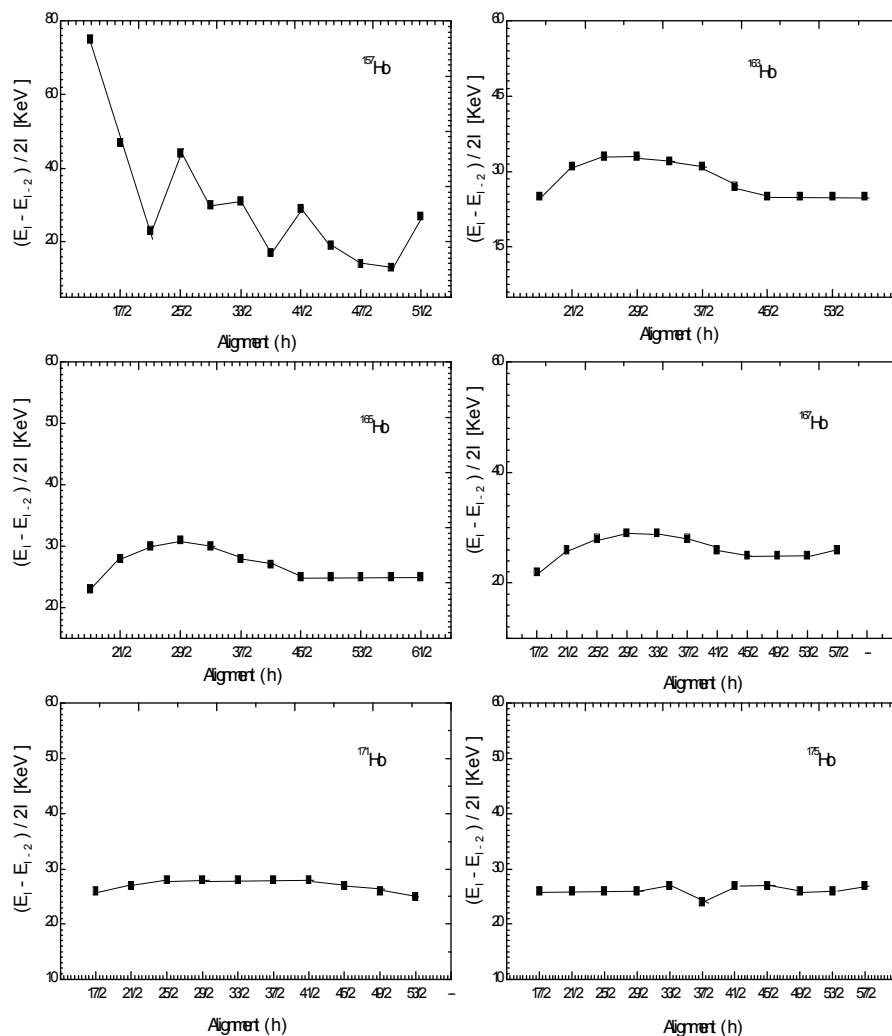 80
60
40
20
(E_I - E_I-2) / 2I [KeV]
¹⁵⁷Ho
17/2 25/2 33/2 41/2 47/2 51/2
Alignment (h)
60
45
30
15
(E_I - E_I-2) / 2I [KeV]
¹⁶³Ho
21/2 29/2 37/2 45/2 53/2
Alignment (h)
60
50
40
30
20
(E_I - E_I-2) / 2I [KeV]
¹⁶⁵Ho
21/2 29/2 37/2 45/2 53/2 61/2
Alignment (h)
60
40
20
(E_I - E_I-2) / 2I [KeV]
¹⁶⁷Ho
17/2 21/2 25/2 29/2 33/2 37/2 41/2 45/2 49/2 53/2 57/2 --
Alignment (h)
60
50
40
30
20
10
(E_I - E_I-2) / 2I [KeV]
¹⁷¹Ho
17/2 21/2 25/2 29/2 33/2 37/2 41/2 45/2 49/2 53/2 --
Alignment (h)
60
50
40
30
20
10
(E_I - E_I-2) / 2I [KeV]
¹⁷⁵Ho
17/2 21/2 25/2 29/2 33/2 37/2 41/2 45/2 49/2 53/2 57/2
Alignment (h)